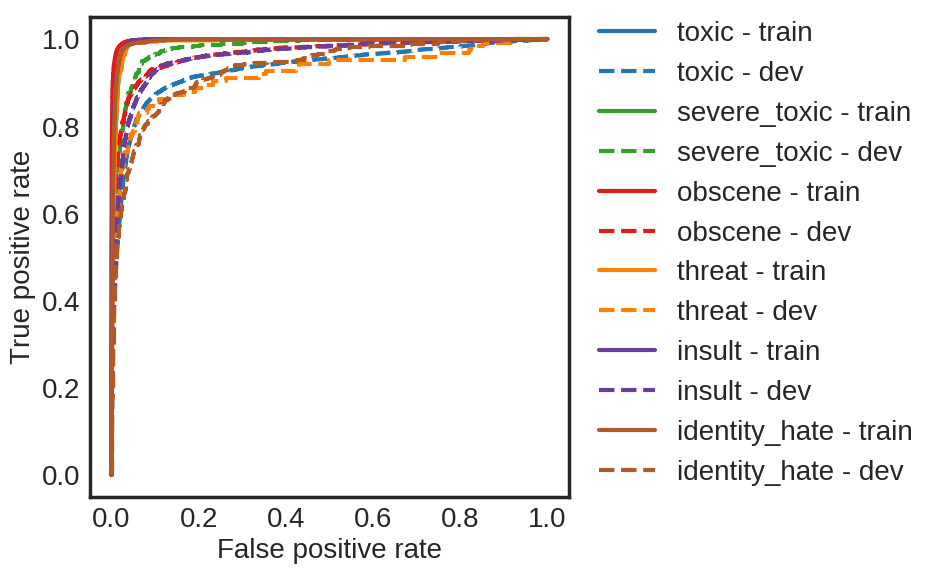 1.0
0.8
0.6
0.4
0.2
0.0
True positive rate
0.0 0.2 0.4 0.6 0.8 1.0
False positive rate
toxic - train
toxic - dev
severe_toxic - train
severe_toxic - dev
obscene - train
obscene - dev
threat - train
threat - dev
insult - train
insult - dev
identity_hate - train
identity_hate - dev